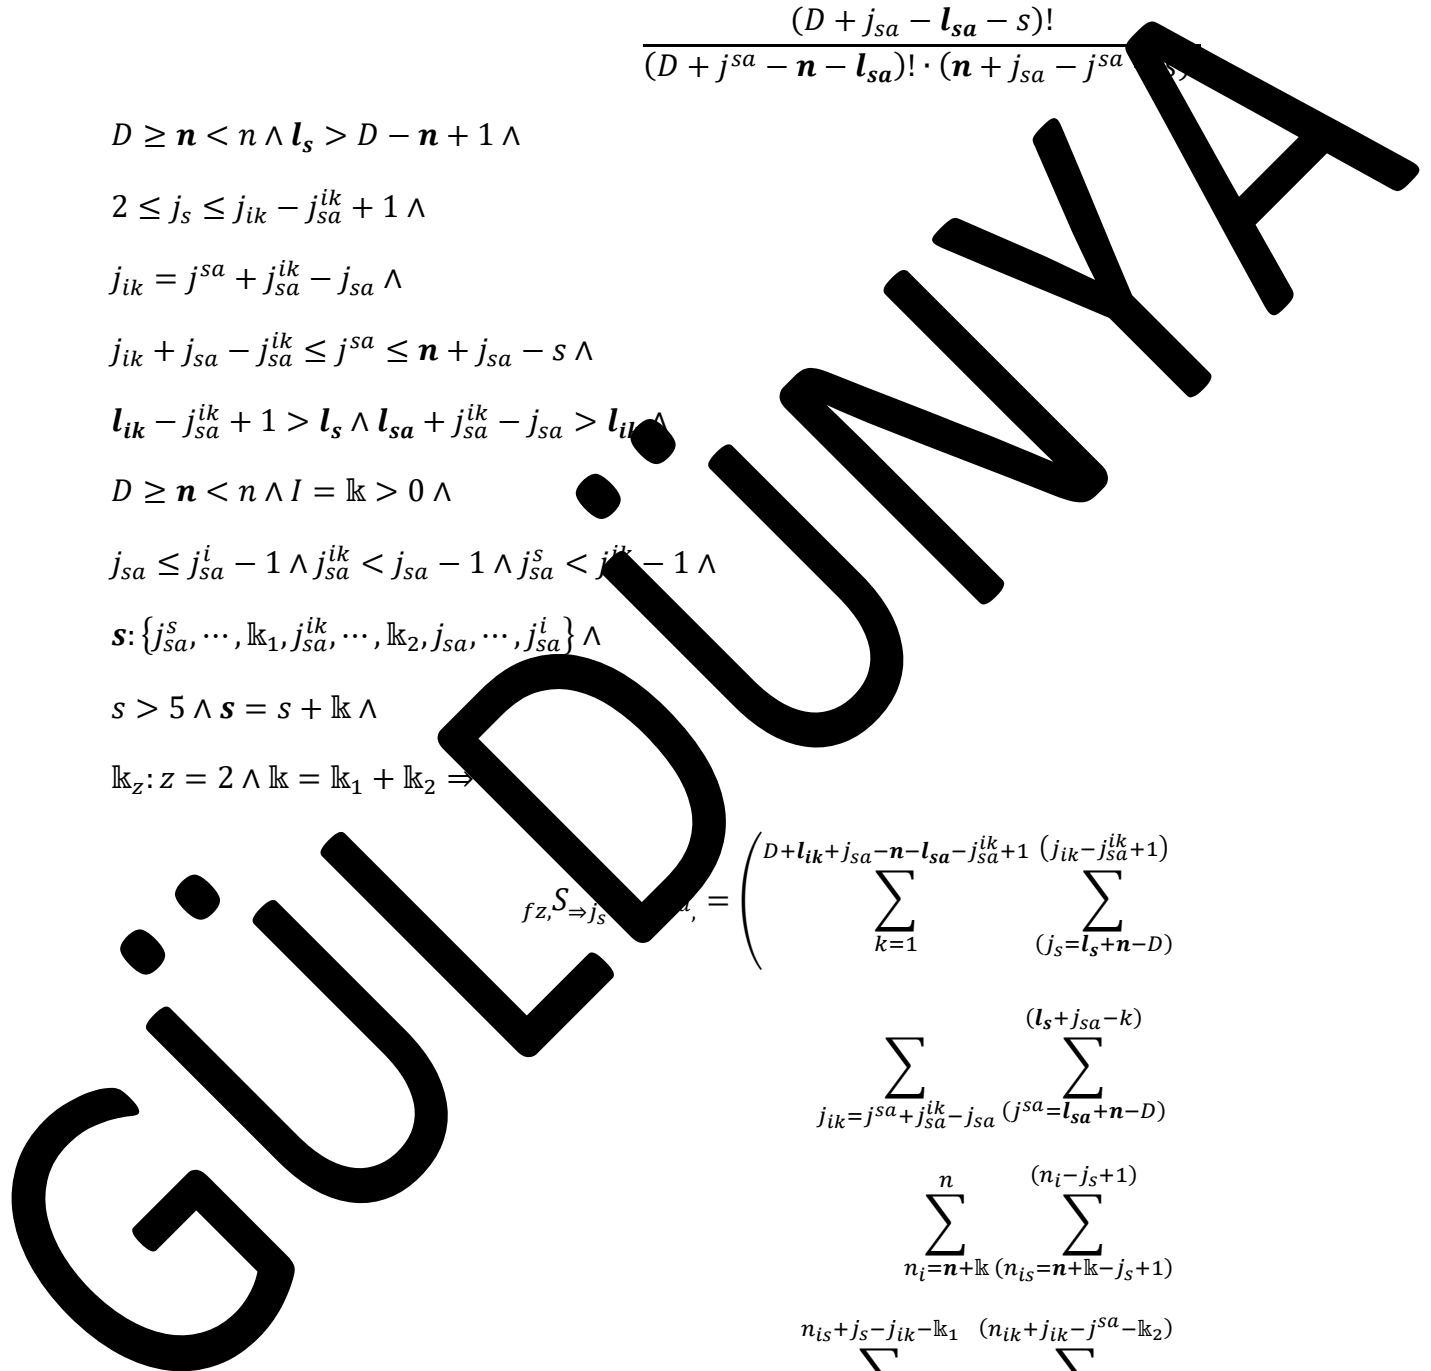 (D + j_{sa} − l_{sa} − s)!
(D + j^{sa} − n − l_{sa})! · (n + j_{sa} − j^{sa} s)
D ≥ n < n ∧ l_s > D − n + 1 ∧
2 ≤ j_s ≤ j_{ik} − j_{sa}^{ik} + 1 ∧
j_{ik} = j^{sa} + j_{sa}^{ik} − j_{sa} ∧
j_{ik} + j_{sa} − j_{sa}^{ik} ≤ j^{sa} ≤ n + j_{sa} − s ∧
l_{ik} − j_{sa}^{ik} + 1 > l_s ∧ l_{sa} + j_{sa}^{ik} − j_{sa} > l_{ik} ∧
D ≥ n < n ∧ I = 𝕜 > 0 ∧
j_{sa} ≤ j_{sa}^{i} − 1 ∧ j_{sa}^{ik} < j_{sa} − 1 ∧ j_{sa}^{s} < j_{sa}^{ik} − 1 ∧
s: {j_{sa}^{s}, ⋯, 𝕜_1, j_{sa}^{ik}, ⋯, 𝕜_2, j_{sa}, ⋯, j_{sa}^{i}} ∧
s > 5 ∧ s = s + 𝕜 ∧
𝕜_z: z = 2 ∧ 𝕜 = 𝕜_1 + 𝕜_2 ⇒
D+l_{ik}+j_{sa}−n−l_{sa}−j_{sa}^{ik}+1 (j_{ik}−j_{sa}^{ik}+1)
_{fz,}S_{⇒j_s} = ( ∑ ∑
k=1 (j_s=l_s+n−D)
(l_s+j_{sa}−k)
∑ ∑
j_{ik}=j^{sa}+j_{sa}^{ik}−j_{sa} (j^{sa}=l_{sa}+n−D)
n (n_i−j_s+1)
∑ ∑
n_i=n+𝕜 (n_{is}=n+𝕜−j_s+1)
n_{is}+j_s−j_{ik}−𝕜_1 (n_{ik}+j_{ik}−j^{sa}−𝕜_2)
∑ ∑
GÜLDÜNYA